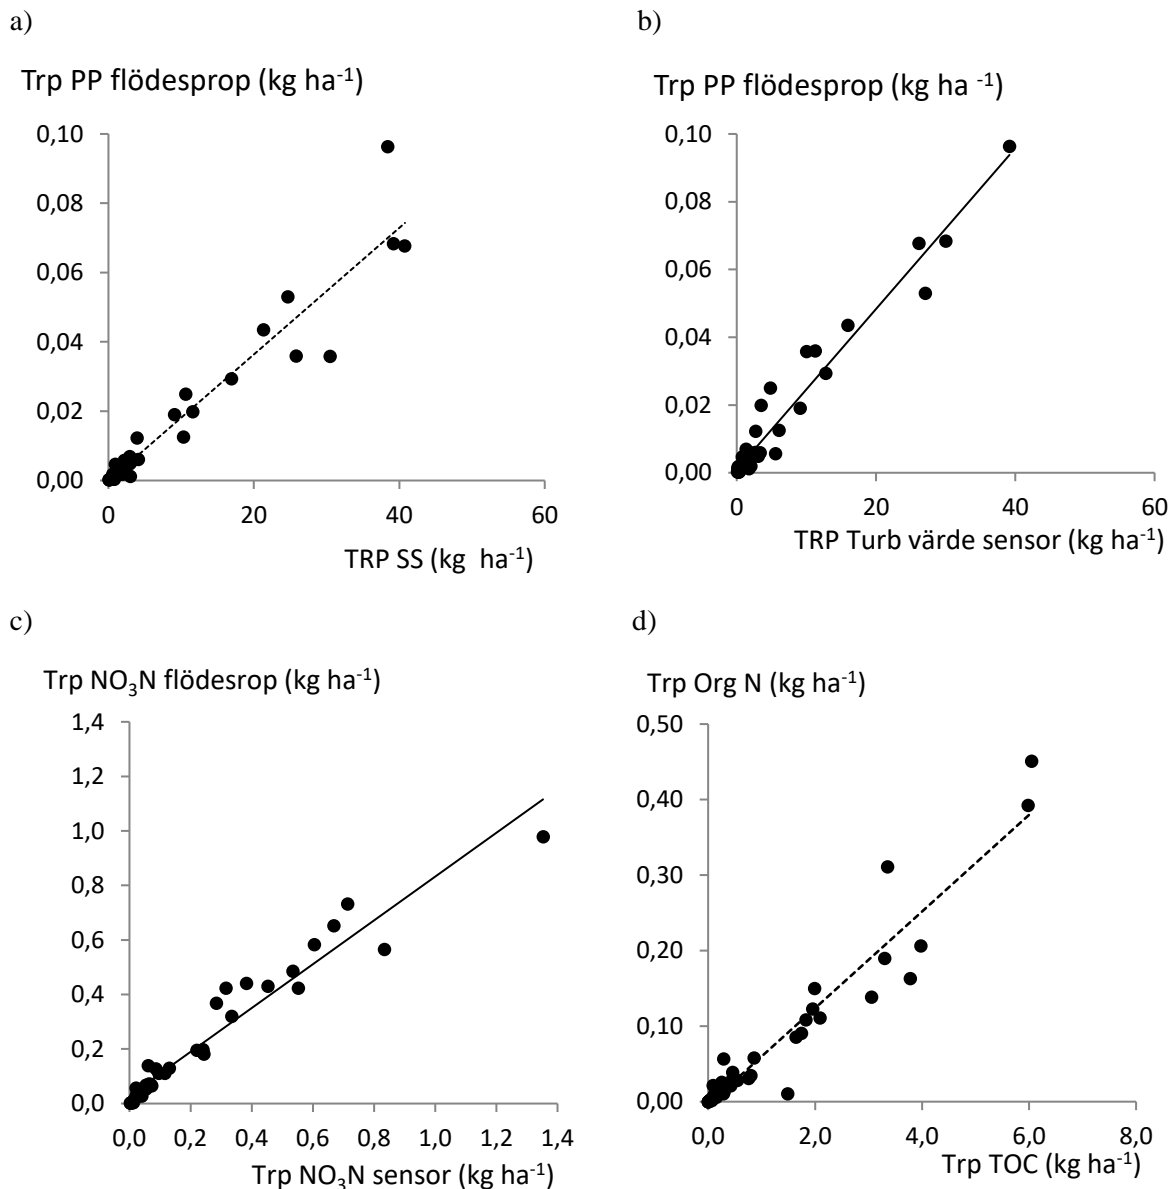 a)
Trp PP flödesprop (kg ha-1)
0,10
0,08
0,06
0,04
0,02
0,00
0 20 40 60
TRP SS (kg ha-1)
b)
Trp PP flödesprop (kg ha -1)
0,10
0,08
0,06
0,04
0,02
0,00
0 20 40 60
TRP Turb värde sensor (kg ha-1)
c)
Trp NO3N flödesrop (kg ha-1)
1,4
1,2
1,0
0,8
0,6
0,4
0,2
0,0
0,0 0,2 0,4 0,6 0,8 1,0 1,2 1,4
Trp NO3N sensor (kg ha-1)
d)
Trp Org N (kg ha-1)
0,50
0,40
0,30
0,20
0,10
0,00
0,0 2,0 4,0 6,0 8,0
Trp TOC (kg ha-1)